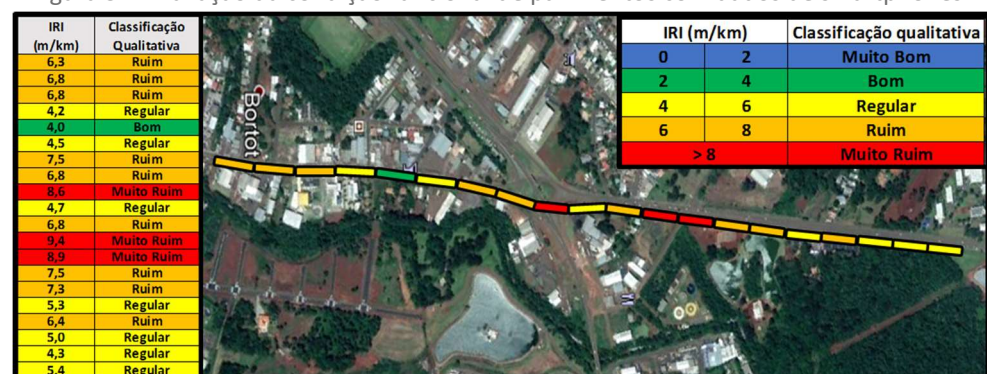 IRI Classificação
(m/km) Qualitativa
6,3 Ruim
6,8 Ruim
6,8 Ruim
4,2 Regular
4,0 Bom
4,5 Regular
7,5 Ruim
6,8 Ruim
8,6 Muito Ruim
4,7 Regular
6,8 Ruim
9,4 Muito Ruim
8,9 Muito Ruim
7,5 Ruim
7,3 Ruim
5,3 Regular
6,4 Ruim
5,0 Regular
4,3 Regular
5,4 Regular
Bortot
IRI (m/km) Classificação qualitativa
0 2 Muito Bom
2 4 Bom
4 6 Regular
6 8 Ruim
> 8 Muito Ruim